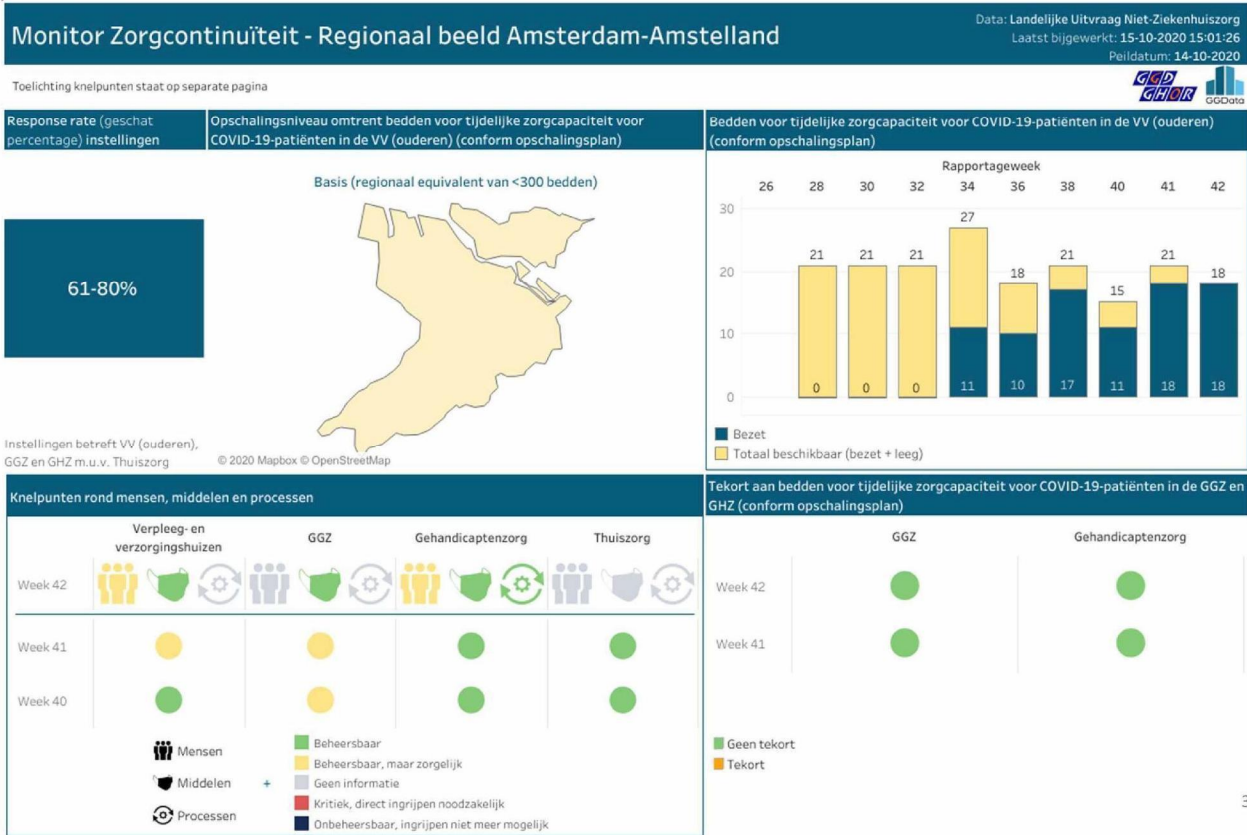 Monitor Zorgcontinuïteit - Regionaal beeld Amsterdam-Amstelland
Data: Landelijke Uitvraag Niet-Ziekenhuiszorg
Laatst bijgewerkt: 15-10-2020 15:01:26
Peildatum: 14-10-2020
Toelichting knelpunten staat op separate pagina
GGD
GHOR
GGData
Response rate (geschat
percentage) instellingen
61-80%
Instellingen betreft VV (ouderen),
GGZ en GHZ m.u.v. Thuiszorg
Opschalingsniveau omtrent bedden voor tijdelijke zorgcapaciteit voor
COVID-19-patiënten in de VV (ouderen) (conform opschalingsplan)
Basis (regionaal equivalent van <300 bedden)
© 2020 Mapbox © OpenStreetMap
Bedden voor tijdelijke zorgcapaciteit voor COVID-19-patiënten in de VV (ouderen)
(conform opschalingsplan)
Rapportageweek
26 28 30 32 34 36 38 40 41 42
30
27
21 21 21 21 21
20
18 18
15
10
0
0 0 0 11 10 17 11 18 18
Bezet
Totaal beschikbaar (bezet + leeg)
Knelpunten rond mensen, middelen en processen
Verpleeg- en
verzorgingshuizen
GGZ
Gehandicaptenzorg
Thuiszorg
Week 42
Week 41
Week 40
Mensen
Middelen
Processen
+
Beheersbaar
Beheersbaar, maar zorgelijk
Geen informatie
Kritiek, direct ingrijpen noodzakelijk
Onbeheersbaar, ingrijpen niet meer mogelijk
Tekort aan bedden voor tijdelijke zorgcapaciteit voor COVID-19-patiënten in de GGZ en
GHZ (conform opschalingsplan)
GGZ
Gehandicaptenzorg
Week 42
Week 41
Geen tekort
Tekort
3